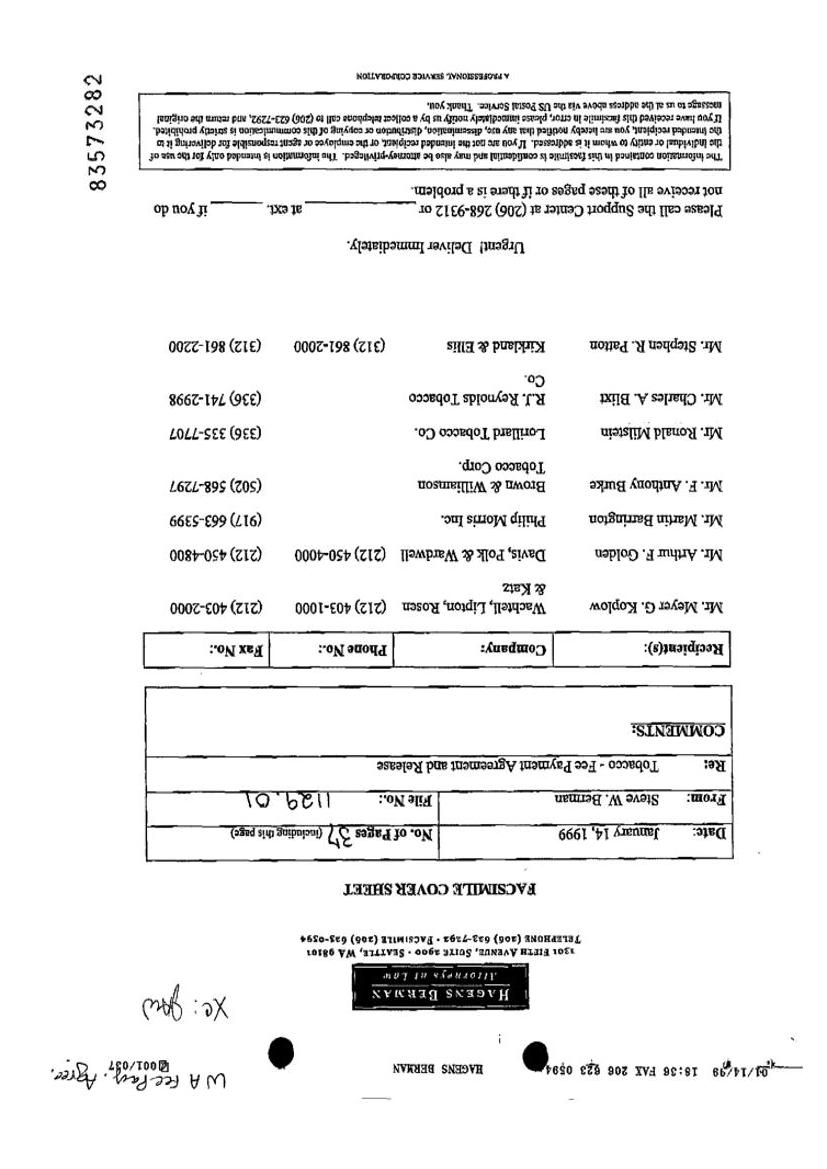 01/14/99 18:36 FAX 206 623 0594 HAGENS BERMAN 001/037
WA Fee Pay. Agree.
xc:
HAGENS BERMAN
Attorneys at Law
1301 FIFTH AVENUE, SUITE 2900 · SEATTLE, WA 98101
TELEPHONE (206) 623-7292 · FACSIMILE (206) 623-0594
FACSIMILE COVER SHEET
Date: January 14, 1999 No. of Pages 37 (including this page)
From: Steve W. Berman File No.: 1129.01
Re: Tobacco - Fee Payment Agreement and Release
COMMENTS:
Recipient(s): Company: Phone No.: Fax No.:
Mr. Meyer G. Koplow Wachtell, Lipton, Rosen (212) 403-1000 (212) 403-2000
& Katz
Mr. Arthur F. Golden Davis, Polk & Wardwell (212) 450-4000 (212) 450-4800
Mr. Martin Barrington Philip Morris Inc. (917) 663-5399
Mr. F. Anthony Burke Brown & Williamson (502) 568-7297
Tobacco Corp.
Mr. Ronald Milstein Lorillard Tobacco Co. (336) 335-7707
Mr. Charles A. Blixt R.J. Reynolds Tobacco (336) 741-2998
Co.
Mr. Stephen R. Patton Kirkland & Ellis (312) 861-2000 (312) 861-2200
Urgent! Deliver Immediately.
Please call the Support Center at (206) 268-9312 or ________ at ext. ________ if you do
not receive all of these pages or if there is a problem.
The information contained in this facsimile is confidential and may also be attorney-privileged. The information is intended only for the use of
the individual or entity to whom it is addressed. If you are not the intended recipient, or the employee or agent responsible for delivering it to
the intended recipient, you are hereby notified that any use, dissemination, distribution or copying of this communication is strictly prohibited.
If you have received this facsimile in error, please immediately notify us by a collect telephone call to (206) 623-7292, and return the original
message to us at the address above via the US Postal Service. Thank you.
A PROFESSIONAL SERVICE CORPORATION
83573282